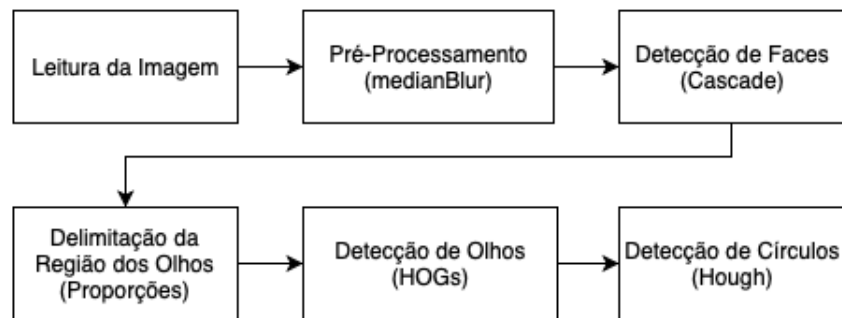 Leitura da Imagem
Pré-Processamento
(medianBlur)
Detecção de Faces
(Cascade)
Delimitação da
Região dos Olhos
(Proporções)
Detecção de Olhos
(HOGs)
Detecção de Círculos
(Hough)